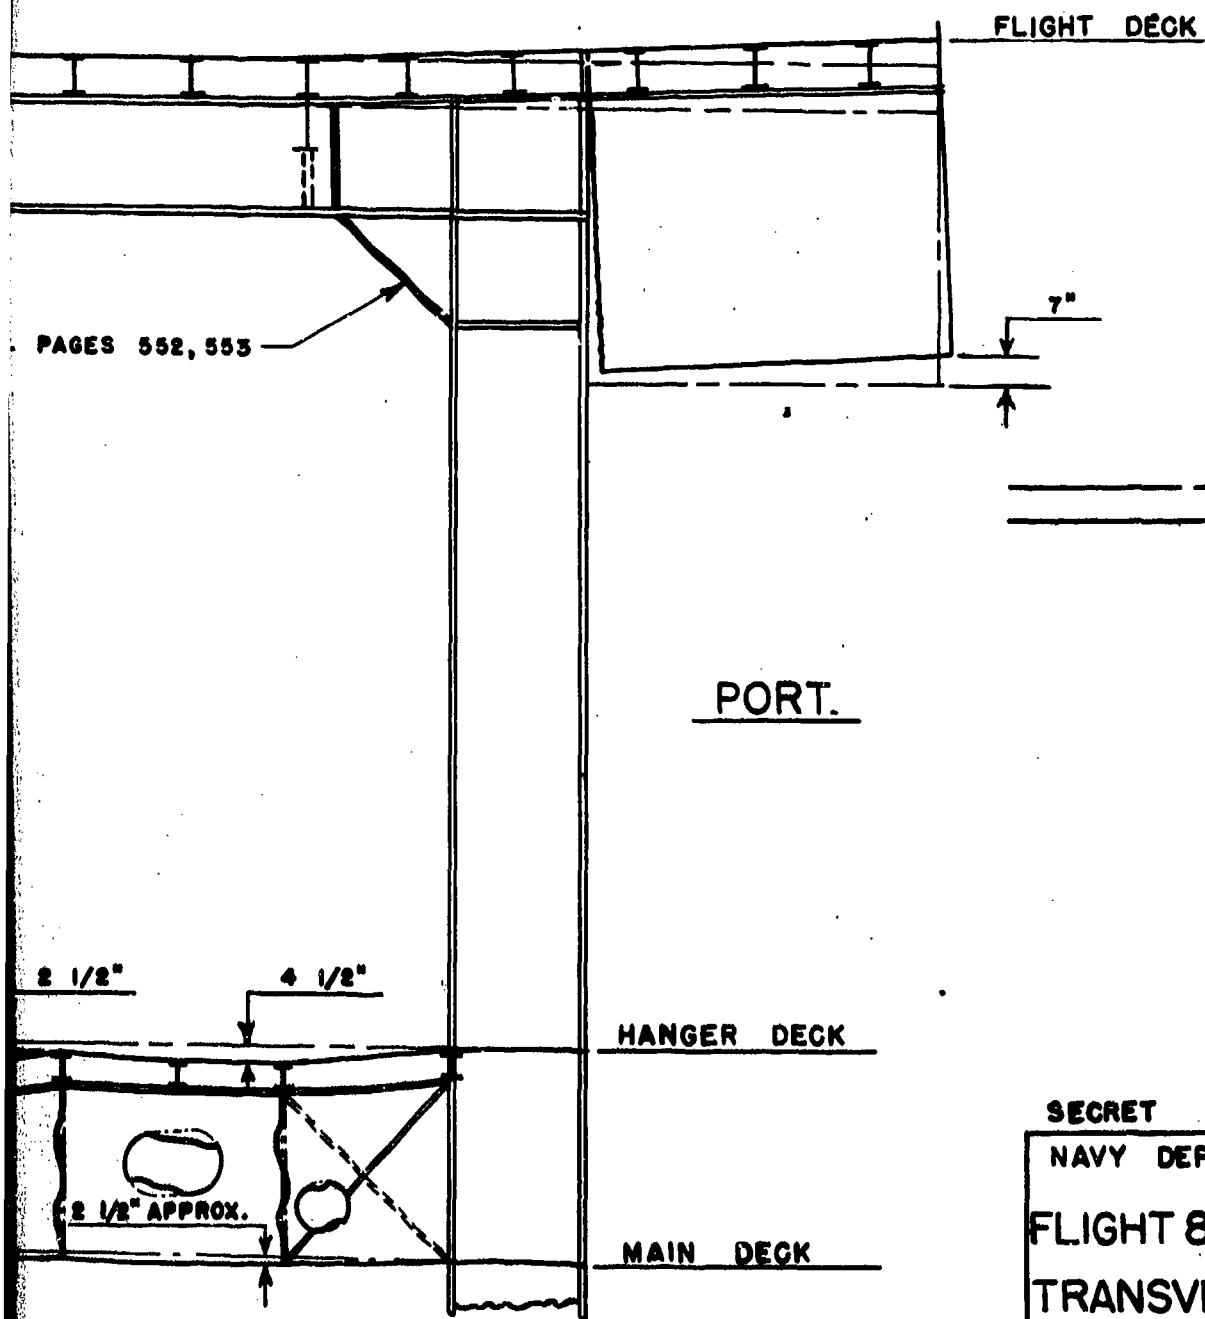 FLIGHT DECK
7"
PAGES 552, 553
PORT.
2 1/2"
4 1/2"
HANGER DECK
2 1/2" APPROX.
MAIN DECK
SECRET
NAVY DEP
FLIGHT &
TRANSVE